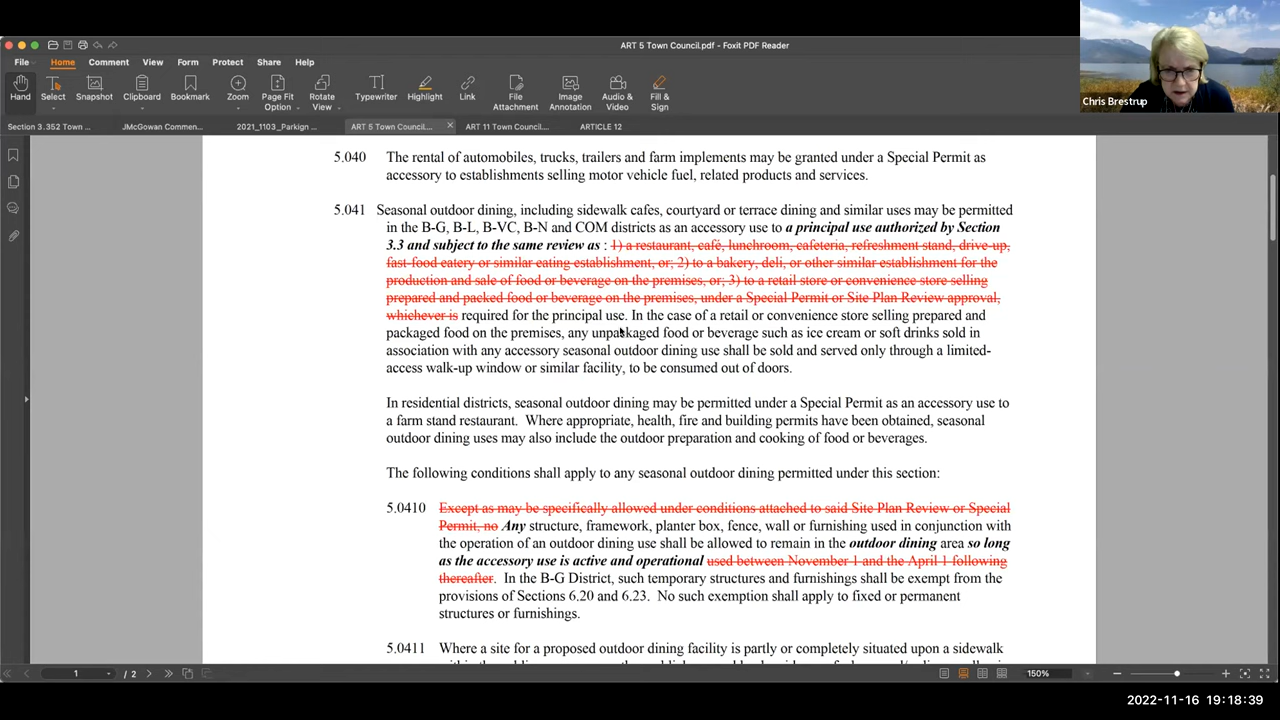 ART 5 Town Council.pdf - Foxit PDF Reader
File Home Comment View Form Protect Share Help
Hand Select Snapshot Clipboard Bookmark Zoom Page Fit Option Rotate View Typewriter Highlight Link File Attachment Image Annotation Audio & Video Fill & Sign
Chris Brestrup
Section 3.352 Town ... JMcGowan Commen... 2021_1103_Parkign ... ART 5 Town Council.... ART 11 Town Council.... ARTICLE 12
5.040 The rental of automobiles, trucks, trailers and farm implements may be granted under a Special Permit as
accessory to establishments selling motor vehicle fuel, related products and services.
5.041 Seasonal outdoor dining, including sidewalk cafes, courtyard or terrace dining and similar uses may be permitted
in the B-G, B-L, B-VC, B-N and COM districts as an accessory use to a principal use authorized by Section
3.3 and subject to the same review as : 1) a restaurant, café, lunchroom, cafeteria, refreshment stand, drive-up,
fast-food eatery or similar eating establishment, or; 2) to a bakery, deli, or other similar establishment for the
production and sale of food or beverage on the premises, or; 3) to a retail store or convenience store selling
prepared and packed food or beverage on the premises, under a Special Permit or Site Plan Review approval,
whichever is required for the principal use. In the case of a retail or convenience store selling prepared and
packaged food on the premises, any unpackaged food or beverage such as ice cream or soft drinks sold in
association with any accessory seasonal outdoor dining use shall be sold and served only through a limited-
access walk-up window or similar facility, to be consumed out of doors.
In residential districts, seasonal outdoor dining may be permitted under a Special Permit as an accessory use to
a farm stand restaurant. Where appropriate, health, fire and building permits have been obtained, seasonal
outdoor dining uses may also include the outdoor preparation and cooking of food or beverages.
The following conditions shall apply to any seasonal outdoor dining permitted under this section:
5.0410 Except as may be specifically allowed under conditions attached to said Site Plan Review or Special
Permit, no Any structure, framework, planter box, fence, wall or furnishing used in conjunction with
the operation of an outdoor dining use shall be allowed to remain in the outdoor dining area so long
as the accessory use is active and operational used between November 1 and the April 1 following
thereafter. In the B-G District, such temporary structures and furnishings shall be exempt from the
provisions of Sections 6.20 and 6.23. No such exemption shall apply to fixed or permanent
structures or furnishings.
5.0411 Where a site for a proposed outdoor dining facility is partly or completely situated upon a sidewalk
1 / 2 150%
2022-11-16 19:18:39